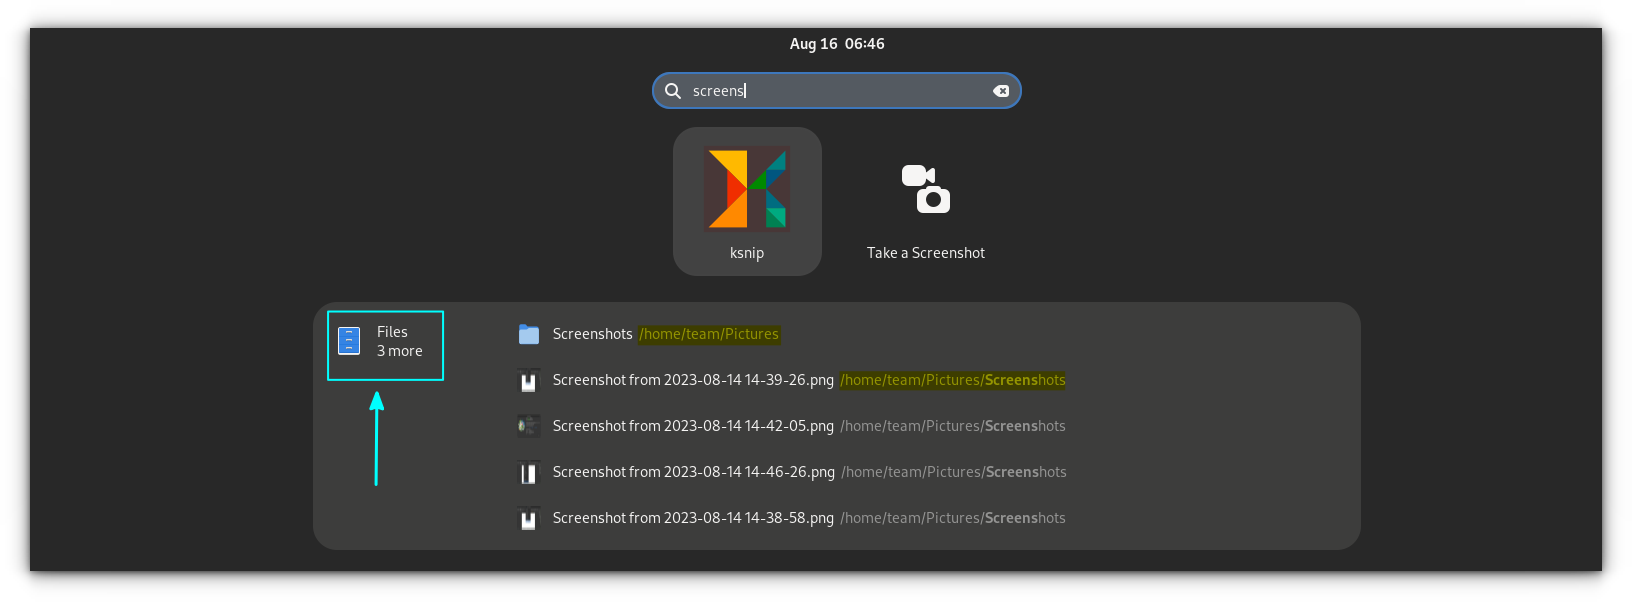 Aug 16 06:46
screens
ksnip
Take a Screenshot
Files
3 more
Screenshots /home/team/Pictures
Screenshot from 2023-08-14 14-39-26.png /home/team/Pictures/Screenshots
Screenshot from 2023-08-14 14-42-05.png /home/team/Pictures/Screenshots
Screenshot from 2023-08-14 14-46-26.png /home/team/Pictures/Screenshots
Screenshot from 2023-08-14 14-38-58.png /home/team/Pictures/Screenshots